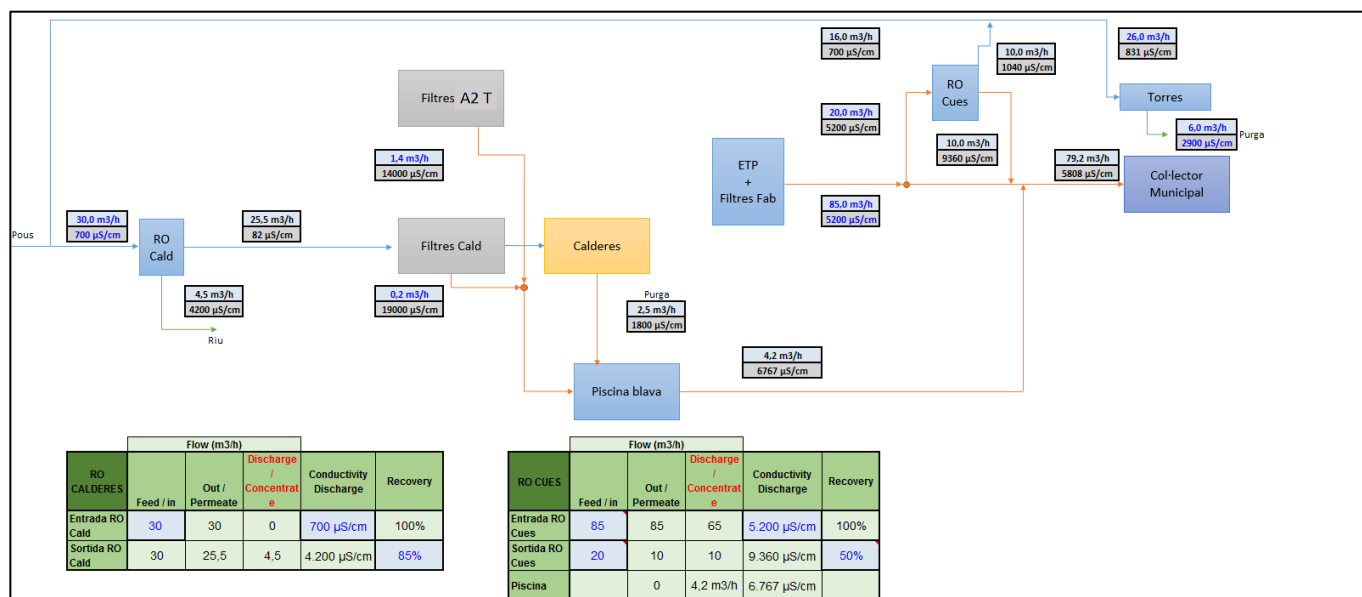 16,0 m3/h
700 µS/cm
10,0 m3/h
1040 µS/cm
26,0 m3/h
831 µS/cm
Filtres A2 T
RO
Cues
Torres
20,0 m3/h
5200 µS/cm
6,0 m3/h
2900 µS/cm
Purga
1,4 m3/h
14000 µS/cm
ETP
+
Filtres Fab
10,0 m3/h
9360 µS/cm
79,2 m3/h
5808 µS/cm
Col·lector
Municipal
85,0 m3/h
5200 µS/cm
Pous
30,0 m3/h
700 µS/cm
RO
Cald
25,5 m3/h
82 µS/cm
Filtres Cald
Calderes
4,5 m3/h
4200 µS/cm
Riu
0,2 m3/h
19000 µS/cm
Purga
2,5 m3/h
1800 µS/cm
Piscina blava
4,2 m3/h
6767 µS/cm
Flow (m3/h)
RO
CALDERES
Feed / in
Out /
Permeate
Discharge
/
Concentrat
e
Conductivity
Discharge
Recovery
Entrada RO
Cald
30
30
0
700 µS/cm
100%
Sortida RO
Cald
30
25,5
4,5
4.200 µS/cm
85%
Flow (m3/h)
RO CUES
Feed / in
Out /
Permeate
Discharge
/
Concentrat
e
Conductivity
Discharge
Recovery
Entrada RO
Cues
85
85
65
5.200 µS/cm
100%
Sortida RO
Cues
20
10
10
9.360 µS/cm
50%
Piscina
0
4,2 m3/h
6.767 µS/cm